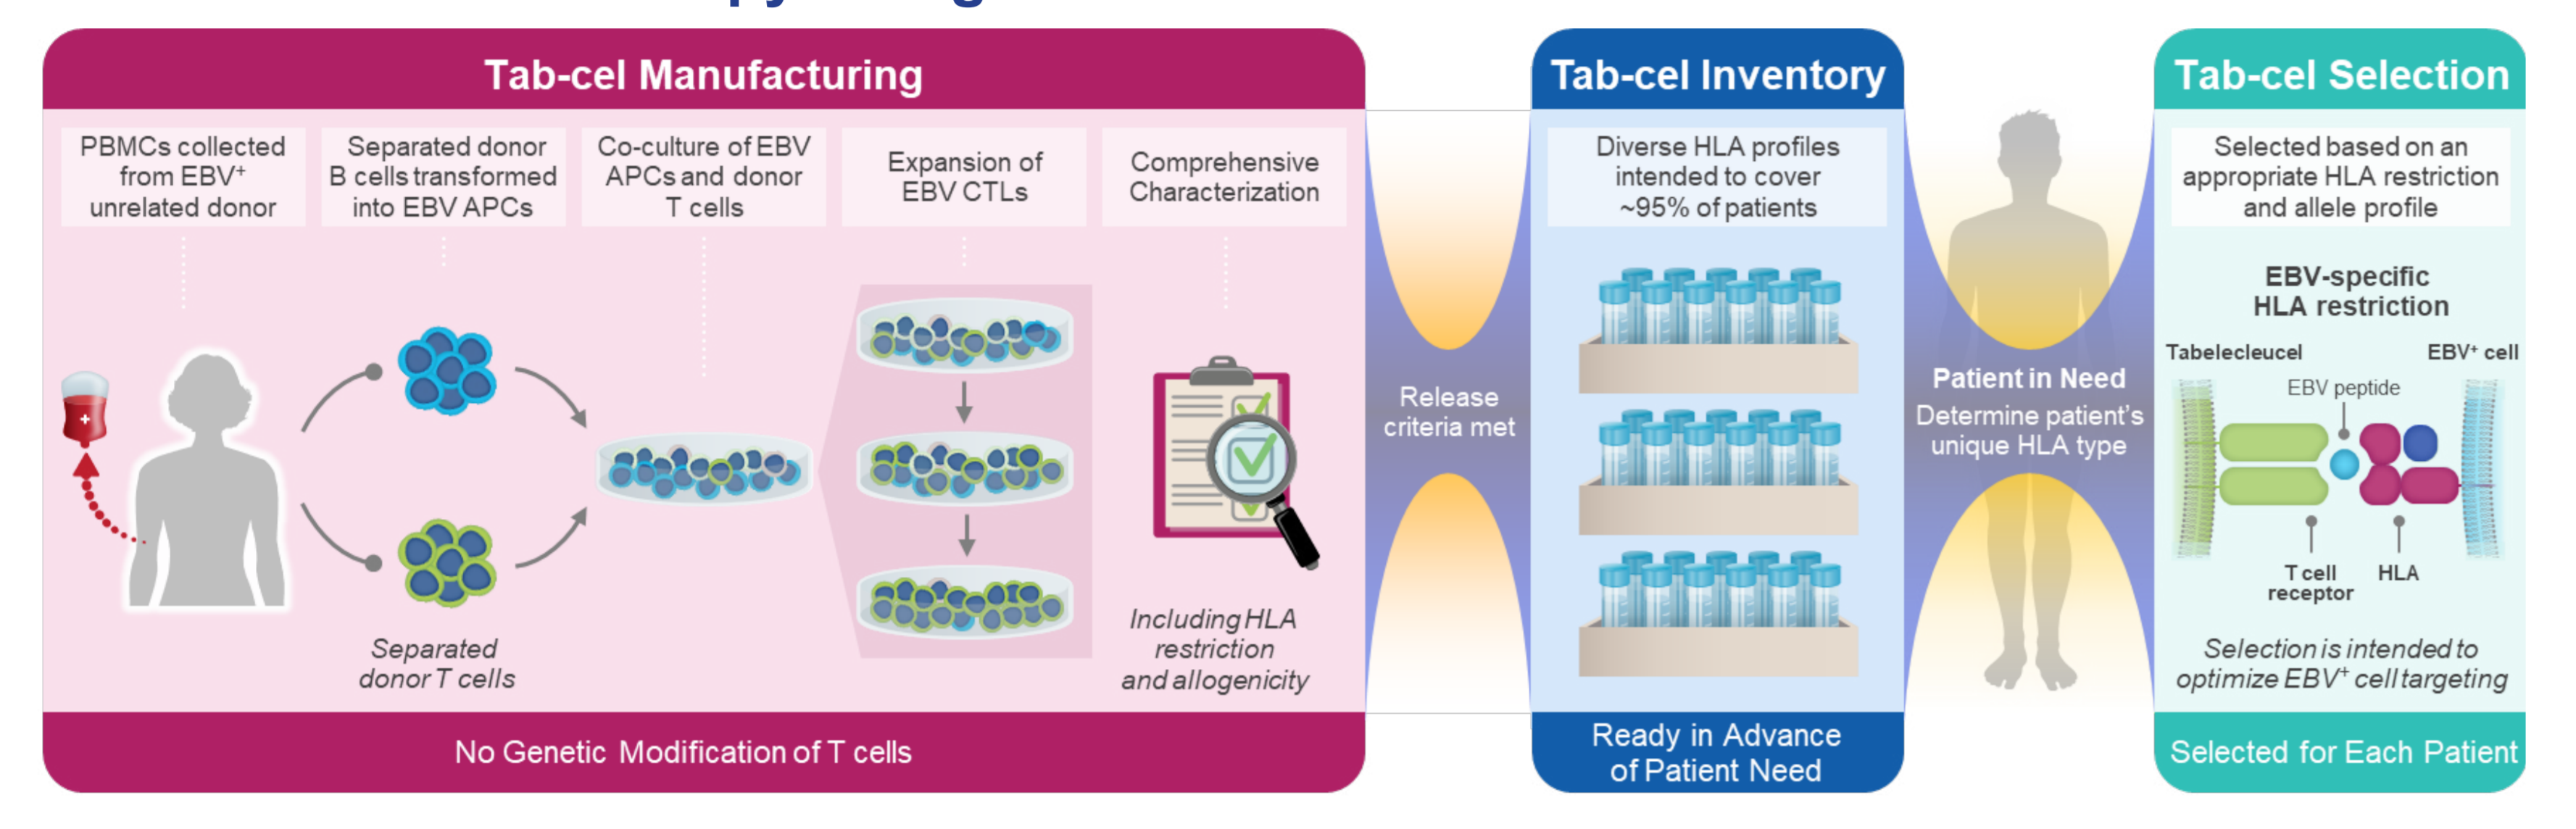 Tab-cel Manufacturing
PBMCs collected
from EBV⁺
unrelated donor
Separated donor
B cells transformed
into EBV APCs
Co-culture of EBV
APCs and donor
T cells
Expansion of
EBV CTLs
Comprehensive
Characterization
Separated
donor T cells
Including HLA
restriction
and allogenicity
No Genetic Modification of T cells
Release
criteria met
Tab-cel Inventory
Diverse HLA profiles
intended to cover
~95% of patients
Ready in Advance
of Patient Need
Patient in Need
Determine patient's
unique HLA type
Tab-cel Selection
Selected based on an
appropriate HLA restriction
and allele profile
EBV-specific
HLA restriction
Tabelecleucel
EBV⁺ cell
EBV peptide
T cell
receptor
HLA
Selection is intended to
optimize EBV⁺ cell targeting
Selected for Each Patient